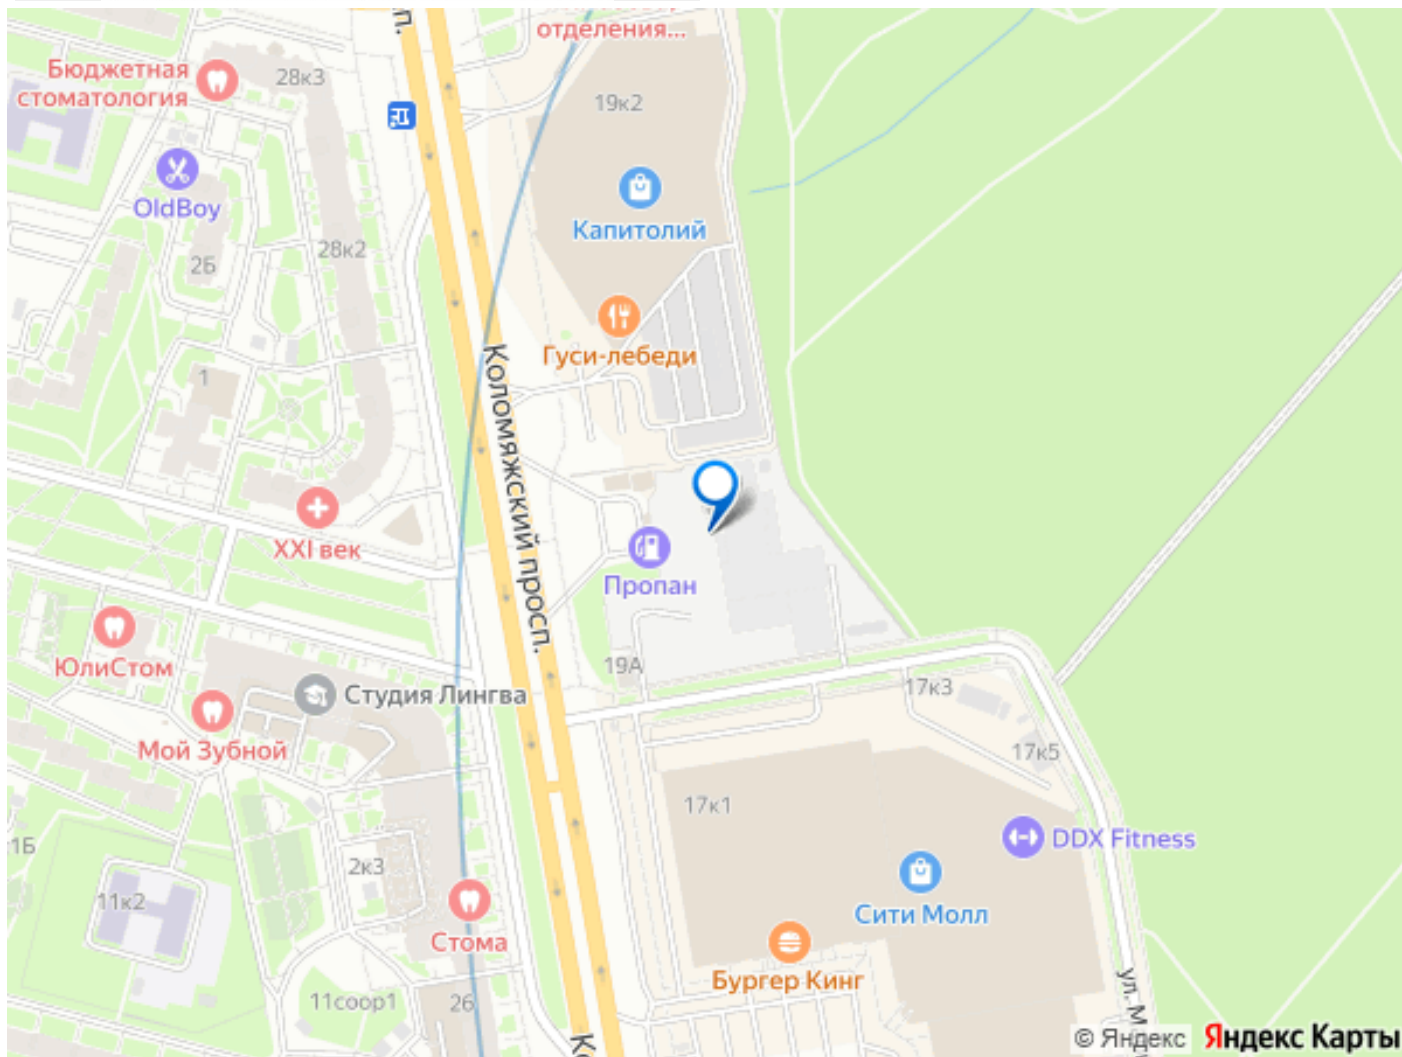 отделения...
Бюджетная
стоматология
28к3
19к2
OldBoy
Капитолий
28к2
2Б
Гуси-лебеди
1
Коломяжский просп.
XXI век
Пропан
ЮлиСтом
19А
Студия Лингва
17к3
Мой Зубной
17к5
17к1
DDX Fitness
1Б
2к3
11к2
Сити Молл
Стома
Бургер Кинг
11соор1
26
ул. М
© Яндекс
Яндекс Карты